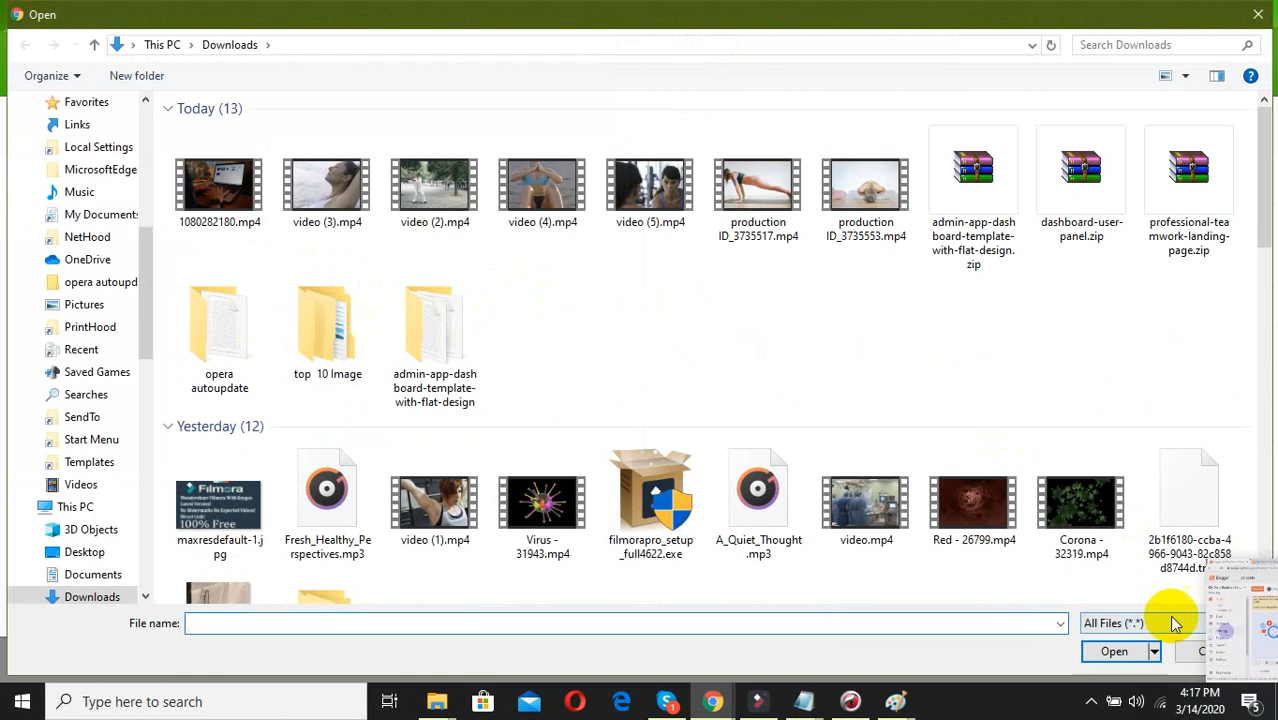 Open
This PC
Downloads
Search Downloads
Organize
New folder
Favorites
Links
Local Settings
MicrosoftEdge
Music
My Document
NetHood
OneDrive
opera autoupd
Pictures
PrintHood
Recent
Saved Games
Searches
SendTo
Start Menu
Templates
Videos
This PC
3D Objects
Desktop
Documents
Downloads
Today (13)
1080282180.mp4
video (3).mp4
video (2).mp4
video (4).mp4
video (5).mp4
production
ID_3735517.mp4
production
ID_3735553.mp4
admin-app-dash
board-template-
with-flat-design.
zip
dashboard-user-
panel.zip
professional-tea
mwork-landing-
page.zip
opera
autoupdate
top 10 Image
admin-app-dash
board-template-
with-flat-design
Yesterday (12)
Filmora
100% Free
maxresdefault-1.j
pg
Fresh_Healthy_Pe
rspectives.mp3
video (1).mp4
Virus -
31943.mp4
filmorapro_setup
_full4622.exe
A_Quiet_Thought
.mp3
video.mp4
Red - 26799.mp4
Corona -
32319.mp4
2b1f6180-ccba-4
966-9043-82c858
d8744d.t
File name:
All Files (*.*)
Open
C
Type here to search
1
4:17 PM
3/14/2020
5